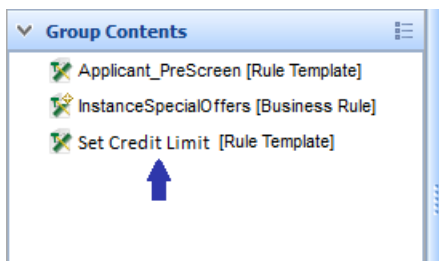 Group Contents
Applicant_PreScreen [Rule Template]
InstanceSpecialOffers [Business Rule]
Set Credit Limit [Rule Template]